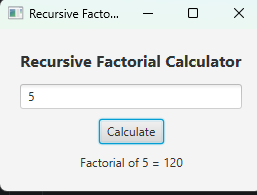 Recursive Facto...
Recursive Factorial Calculator
5
Calculate
Factorial of 5 = 120